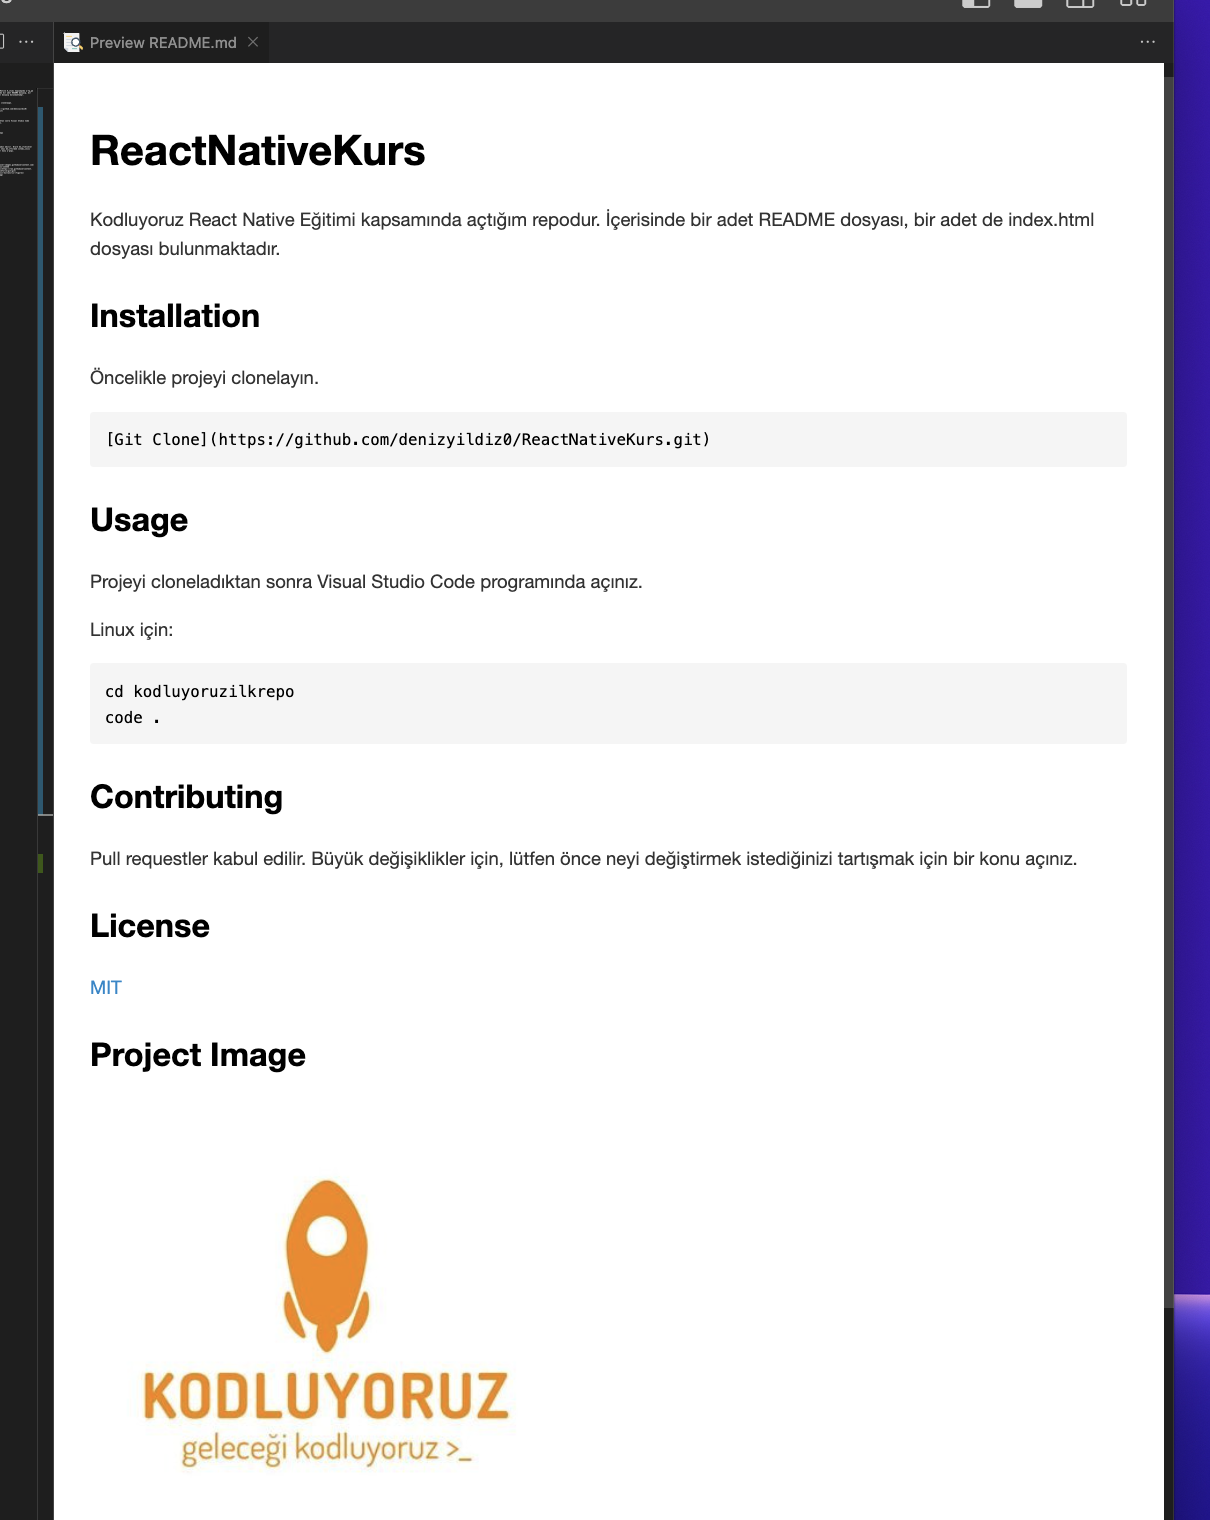 Preview README.md
ReactNativeKurs
Kodluyoruz React Native Eğitimi kapsamında açtığım repodur. İçerisinde bir adet README dosyası, bir adet de index.html
dosyası bulunmaktadır.
Installation
Öncelikle projeyi clonelayın.
[Git Clone](https://github.com/denizyildiz0/ReactNativeKurs.git)
Usage
Projeyi cloneladıktan sonra Visual Studio Code programında açınız.
Linux için:
cd kodluyoruzilkrepo
code .
Contributing
Pull requestler kabul edilir. Büyük değişiklikler için, lütfen önce neyi değiştirmek istediğinizi tartışmak için bir konu açınız.
License
MIT
Project Image
KODLUYORUZ
geleceği kodluyoruz >_